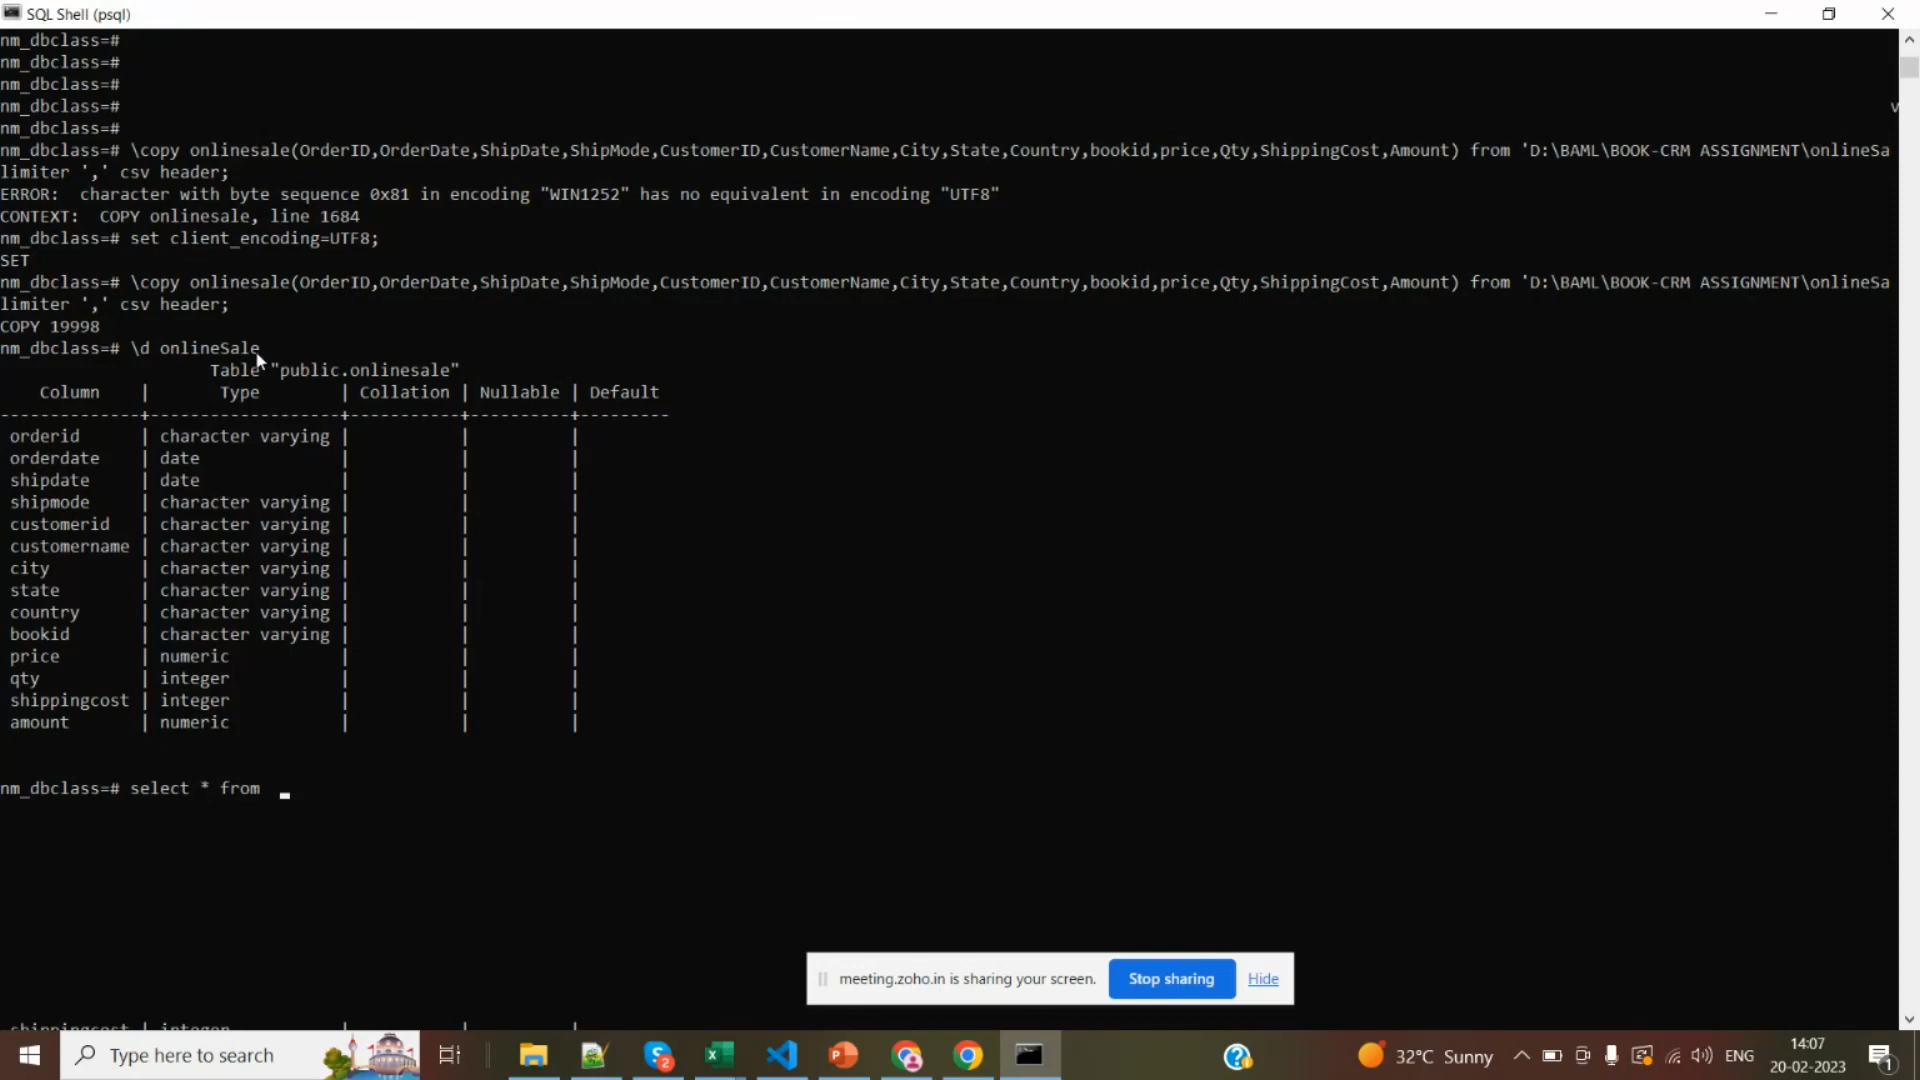 SQL Shell (psql)
nm_dbclass=#
nm_dbclass=#
nm_dbclass=#
nm_dbclass=#
nm_dbclass=#
nm_dbclass=# \copy onlinesale(OrderID,OrderDate,ShipDate,ShipMode,CustomerID,CustomerName,City,State,Country,bookid,price,Qty,ShippingCost,Amount) from 'D:\BAML\BOOK-CRM ASSIGNMENT\onlineSa
limiter ',' csv header;
ERROR:  character with byte sequence 0x81 in encoding "WIN1252" has no equivalent in encoding "UTF8"
CONTEXT:  COPY onlinesale, line 1684
nm_dbclass=# set client_encoding=UTF8;
SET
nm_dbclass=# \copy onlinesale(OrderID,OrderDate,ShipDate,ShipMode,CustomerID,CustomerName,City,State,Country,bookid,price,Qty,ShippingCost,Amount) from 'D:\BAML\BOOK-CRM ASSIGNMENT\onlineSa
limiter ',' csv header;
COPY 19998
nm_dbclass=# \d onlineSale
Table "public.onlinesale"
Column | Type | Collation | Nullable | Default
--------------+-------------------+-----------+----------+---------
orderid | character varying | | |
orderdate | date | | |
shipdate | date | | |
shipmode | character varying | | |
customerid | character varying | | |
customername | character varying | | |
city | character varying | | |
state | character varying | | |
country | character varying | | |
bookid | character varying | | |
price | numeric | | |
qty | integer | | |
shippingcost | integer | | |
amount | numeric | | |
nm_dbclass=# select * from
meeting.zoho.in is sharing your screen. Stop sharing Hide
shippingcost | integer | | |
Type here to search
32°C Sunny
ENG
14:07
20-02-2023
2
1